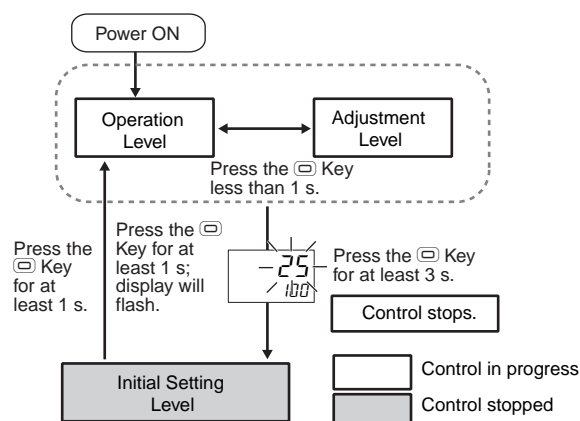 Power ON
Operation
Level
Adjustment
Level
Press the Key
less than 1 s.
Press the
Key
for at
least 1 s.
Press the
Key for at
least 1 s;
display will
flash.
25
100
Press the Key
for at least 3 s.
Control stops.
Initial Setting
Level
Control in progress
Control stopped